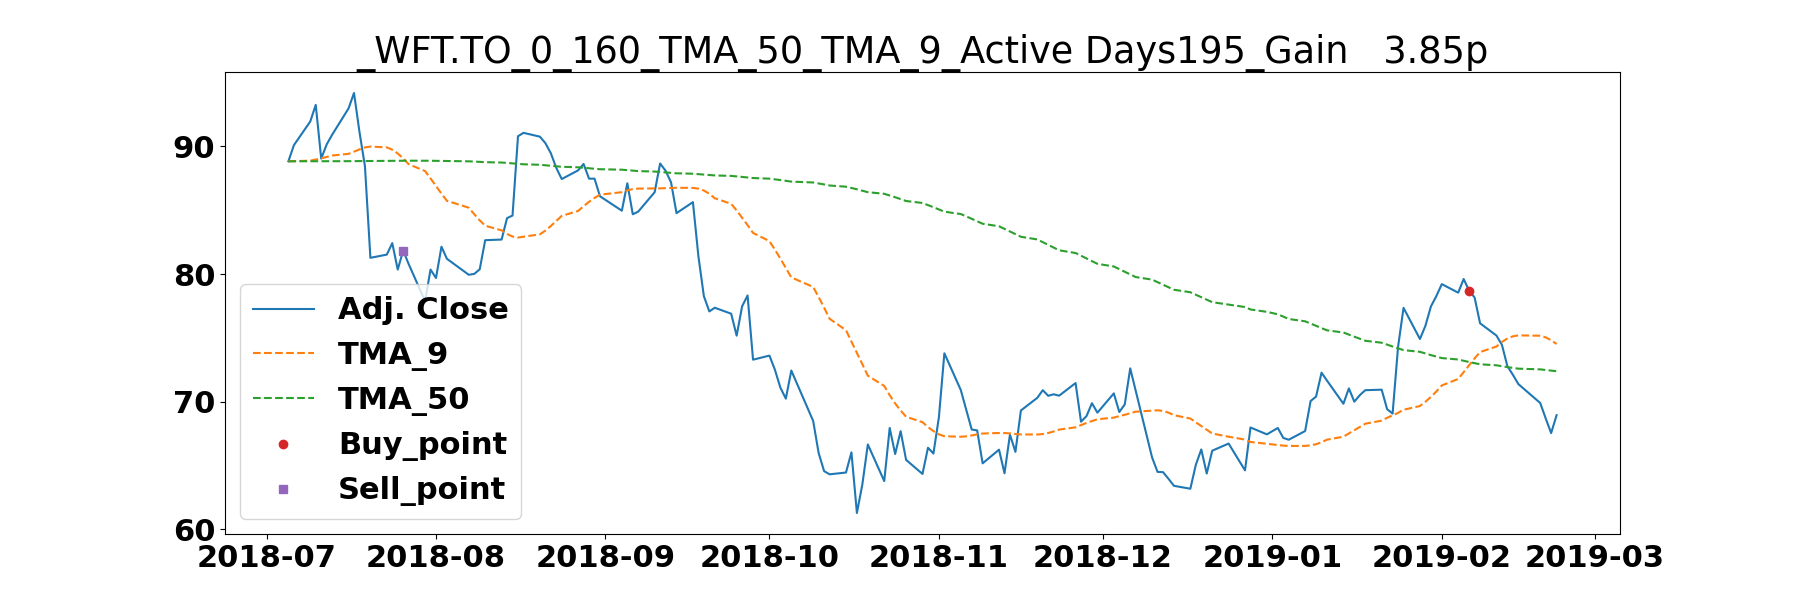 _WFT.TO_0_160_TMA_50_TMA_9_Active Days195_Gain   3.85p
90
80
70
60
Adj. Close
TMA_9
TMA_50
Buy_point
Sell_point
2018-07 2018-08 2018-09 2018-10 2018-11 2018-12 2019-01 2019-02 2019-03